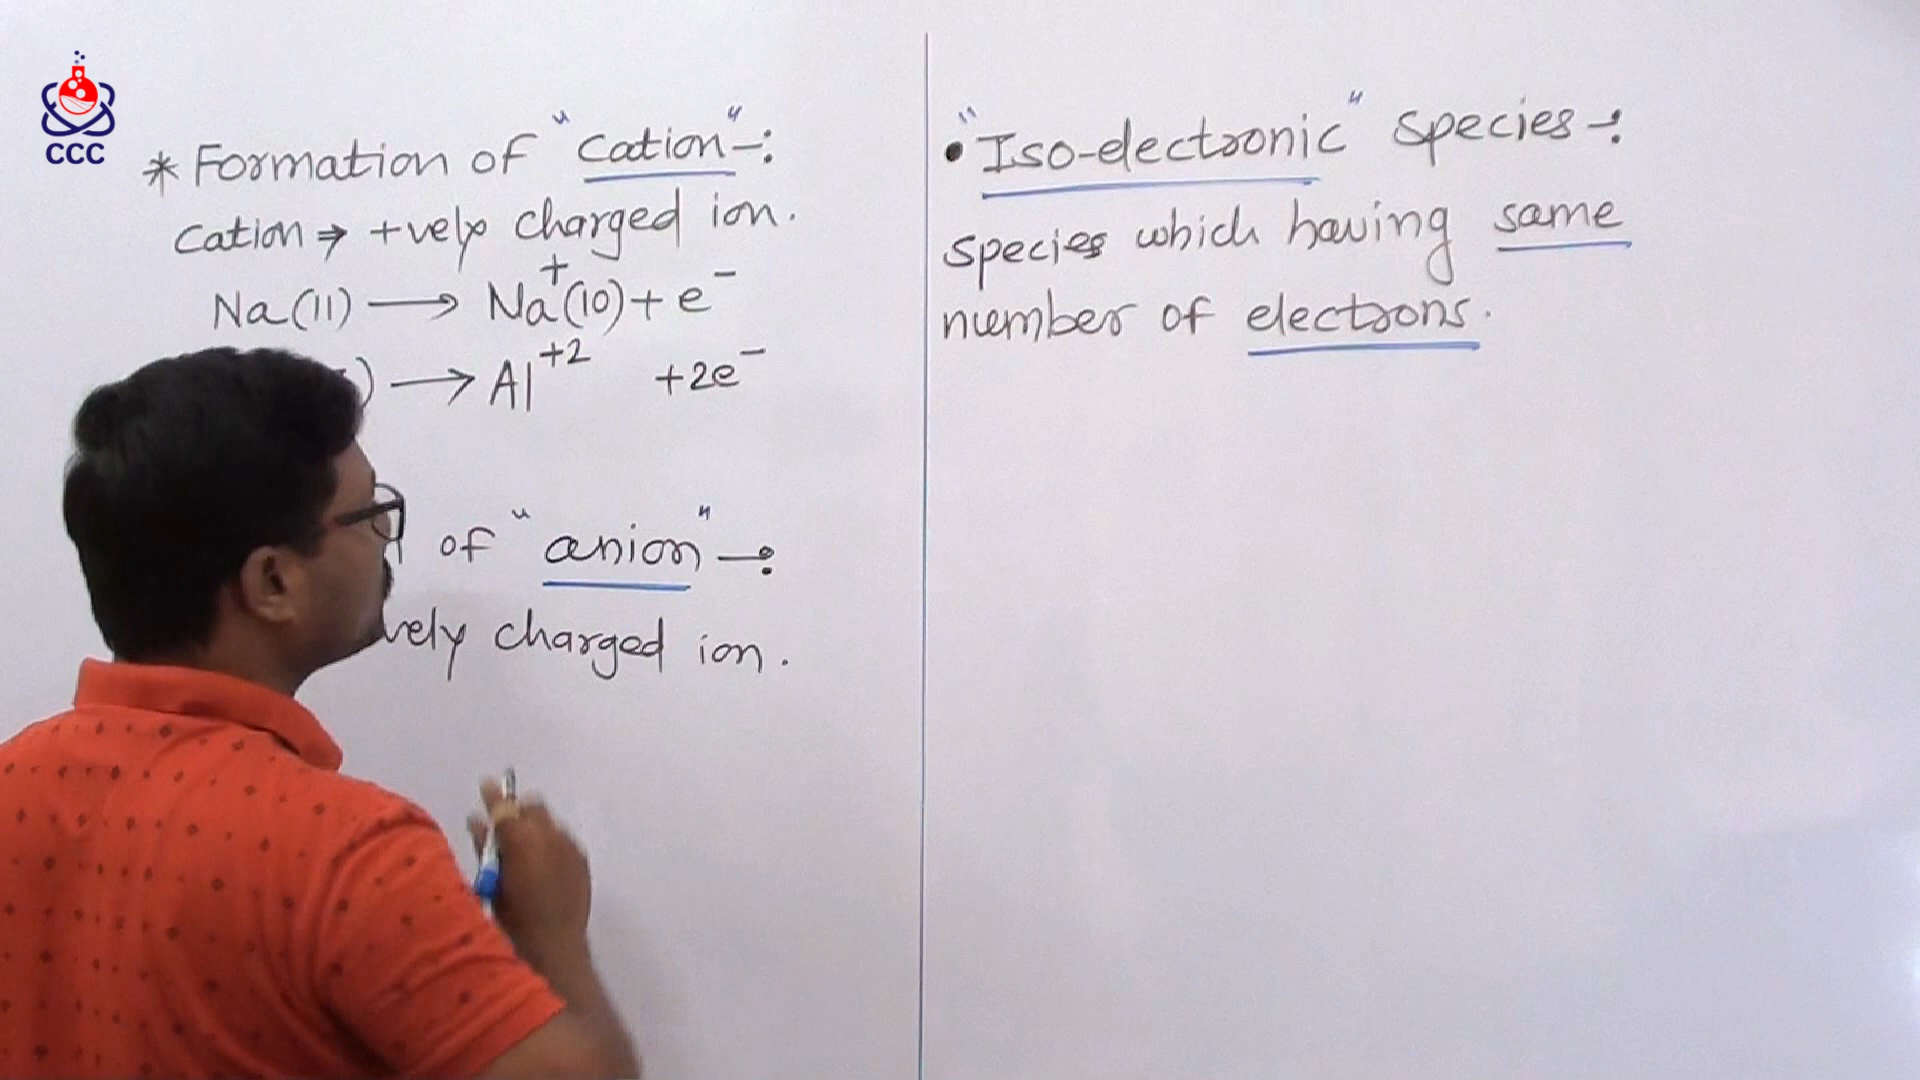 CCC
* Formation of "cation" -:
Cation → +vely charged ion.
Na(11) ⟶ Na⁺(10) + e⁻
) ⟶ Al⁺² +2e⁻
of "anion" -:
vely charged ion.
• "Iso-electronic" species -:
species which having same
number of electrons.